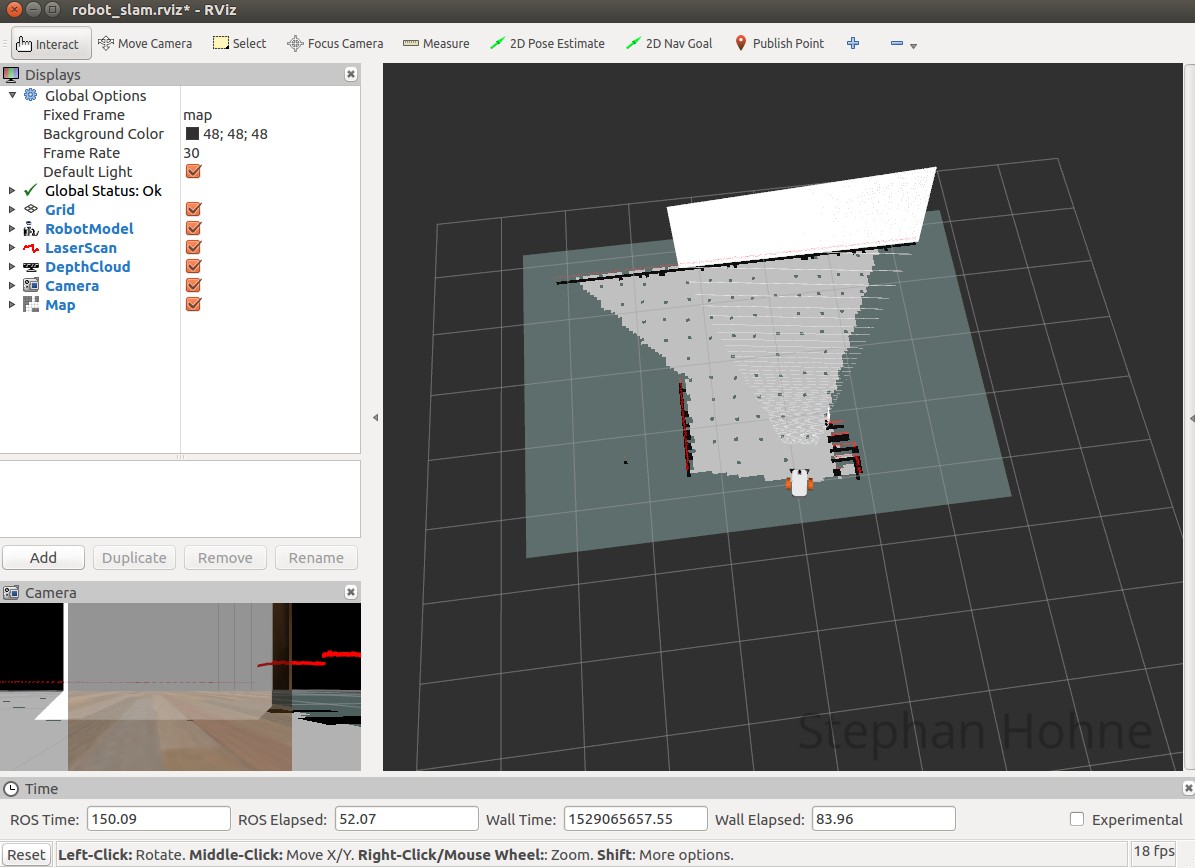 robot_slam.rviz* - RViz
Interact Move Camera Select Focus Camera Measure 2D Pose Estimate 2D Nav Goal Publish Point
Displays
Global Options
Fixed Frame map
Background Color 48; 48; 48
Frame Rate 30
Default Light
Global Status: Ok
Grid
RobotModel
LaserScan
DepthCloud
Camera
Map
Add Duplicate Remove Rename
Camera
Stephan Hohne
Time
ROS Time: 150.09 ROS Elapsed: 52.07 Wall Time: 1529065657.55 Wall Elapsed: 83.96 Experimental
Reset Left-Click: Rotate. Middle-Click: Move X/Y. Right-Click/Mouse Wheel:: Zoom. Shift: More options. 18 fps